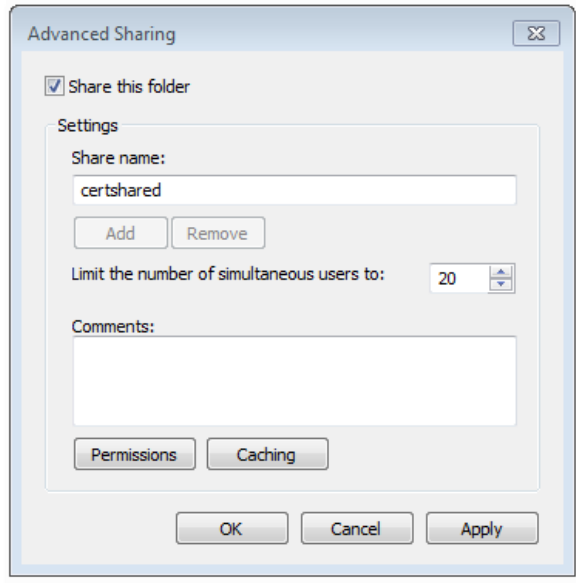 Advanced Sharing
Share this folder
Settings
Share name:
certshared
Add Remove
Limit the number of simultaneous users to: 20
Comments:
Permissions Caching
OK Cancel Apply